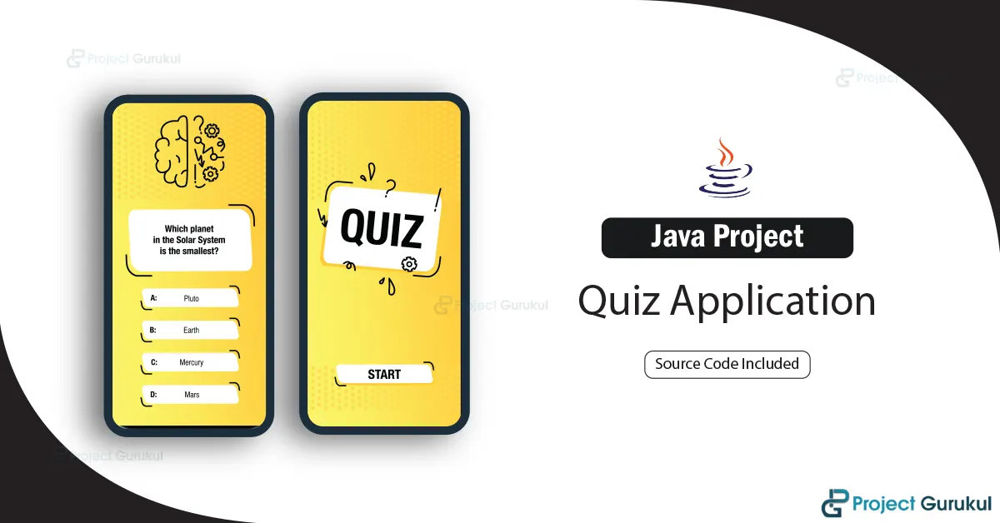 Project Gurukul
Project
Which planet
in the Solar System
is the smallest?
A: Pluto
B: Earth
C: Mercury
D: Mars
QUIZ
START
Project Gurukul
Java Project
Quiz Application
Source Code Included
Project Gurukul
Project Gurukul